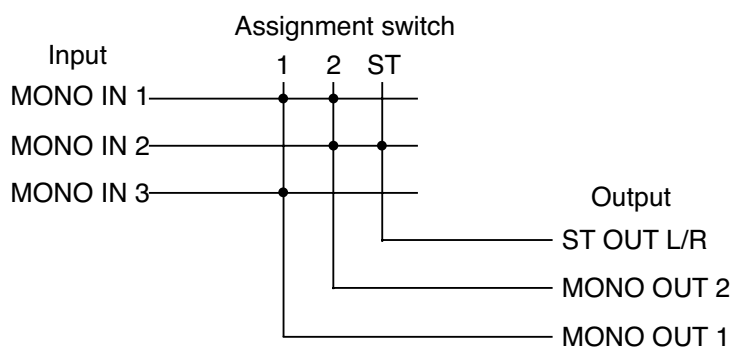 Assignment switch
Input
1 2 ST
MONO IN 1
MONO IN 2
MONO IN 3
Output
ST OUT L/R
MONO OUT 2
MONO OUT 1